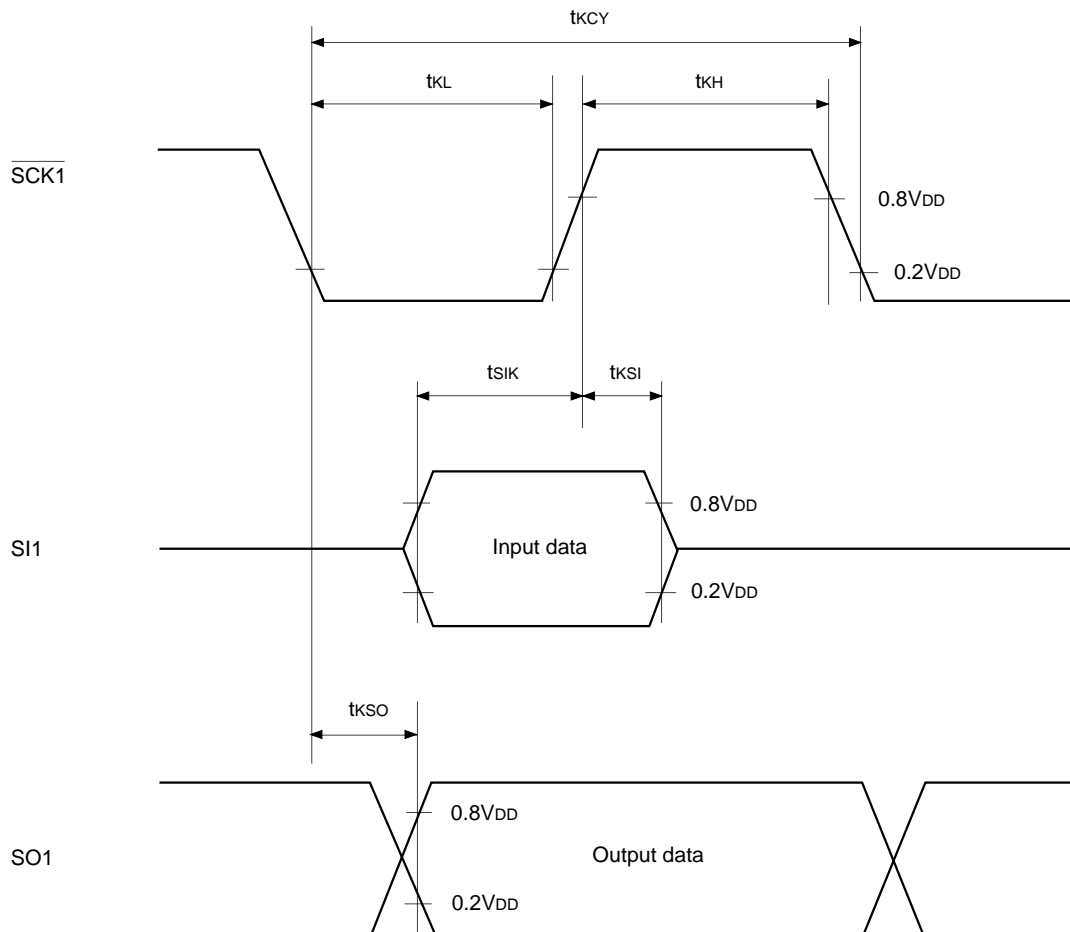 tKCY
tKL
tKH
SCK1
0.8VDD
0.2VDD
tSIK
tKSI
0.8VDD
SI1
Input data
0.2VDD
tKSO
0.8VDD
SO1
Output data
0.2VDD